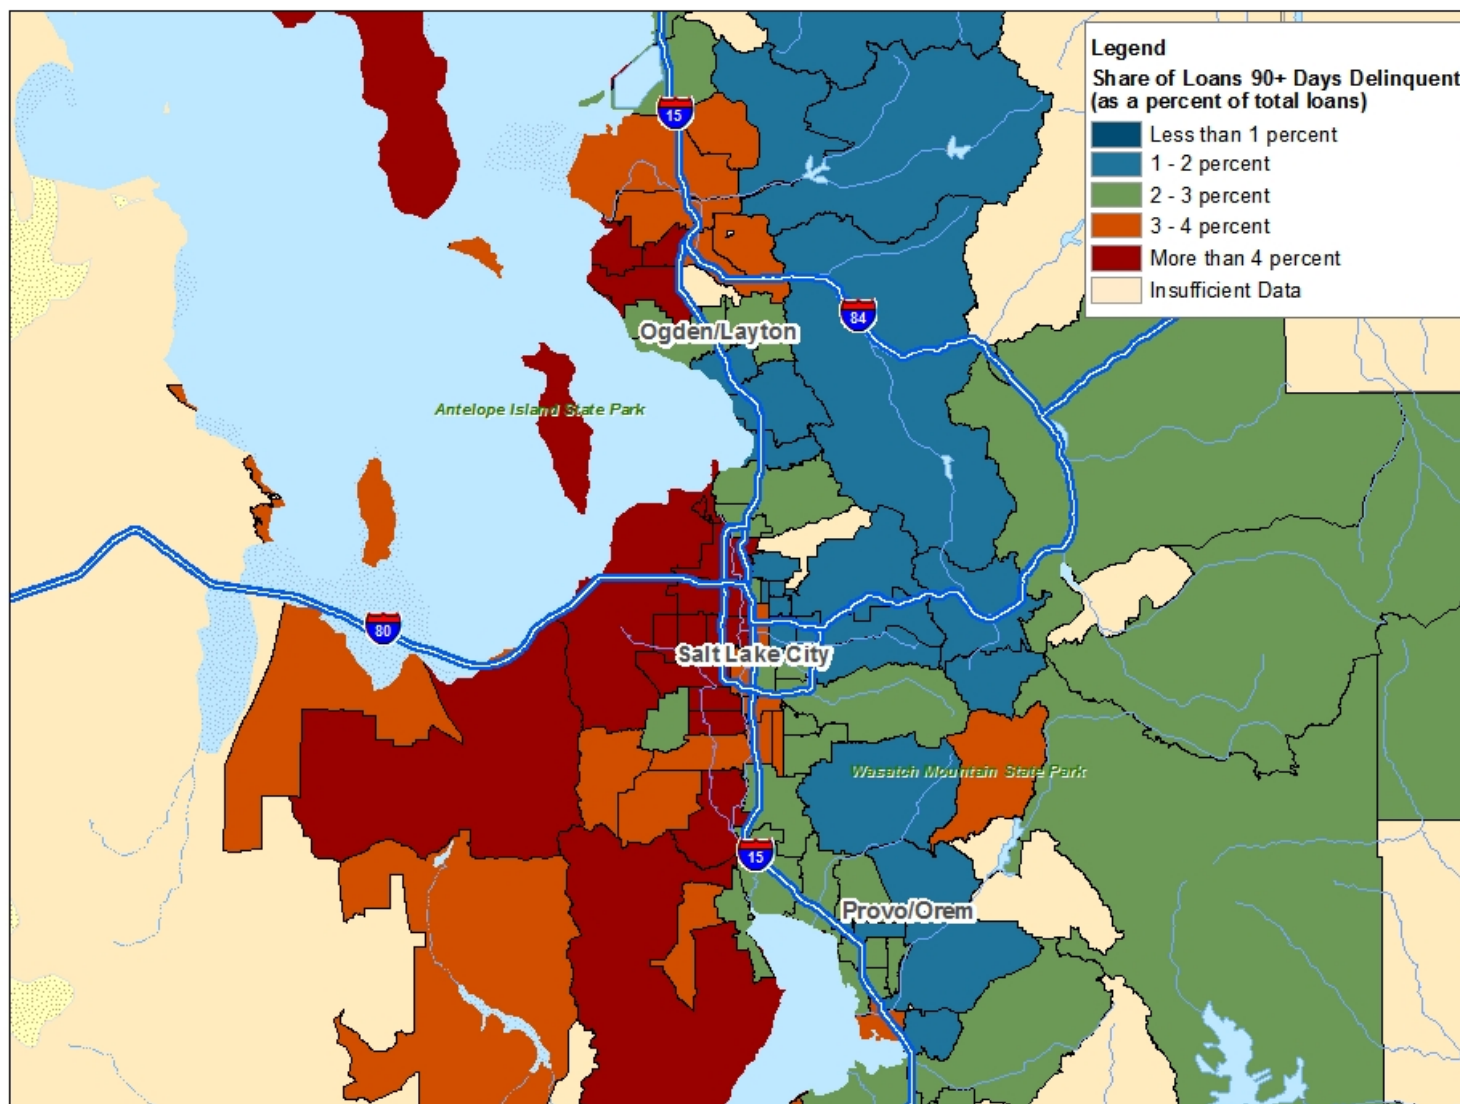 Legend
Share of Loans 90+ Days Delinquent
(as a percent of total loans)
Less than 1 percent
1 - 2 percent
2 - 3 percent
3 - 4 percent
More than 4 percent
Insufficient Data
15
84
Ogden/Layton
Antelope Island State Park
80
Salt Lake City
Wasatch Mountain State Park
15
Provo/Orem